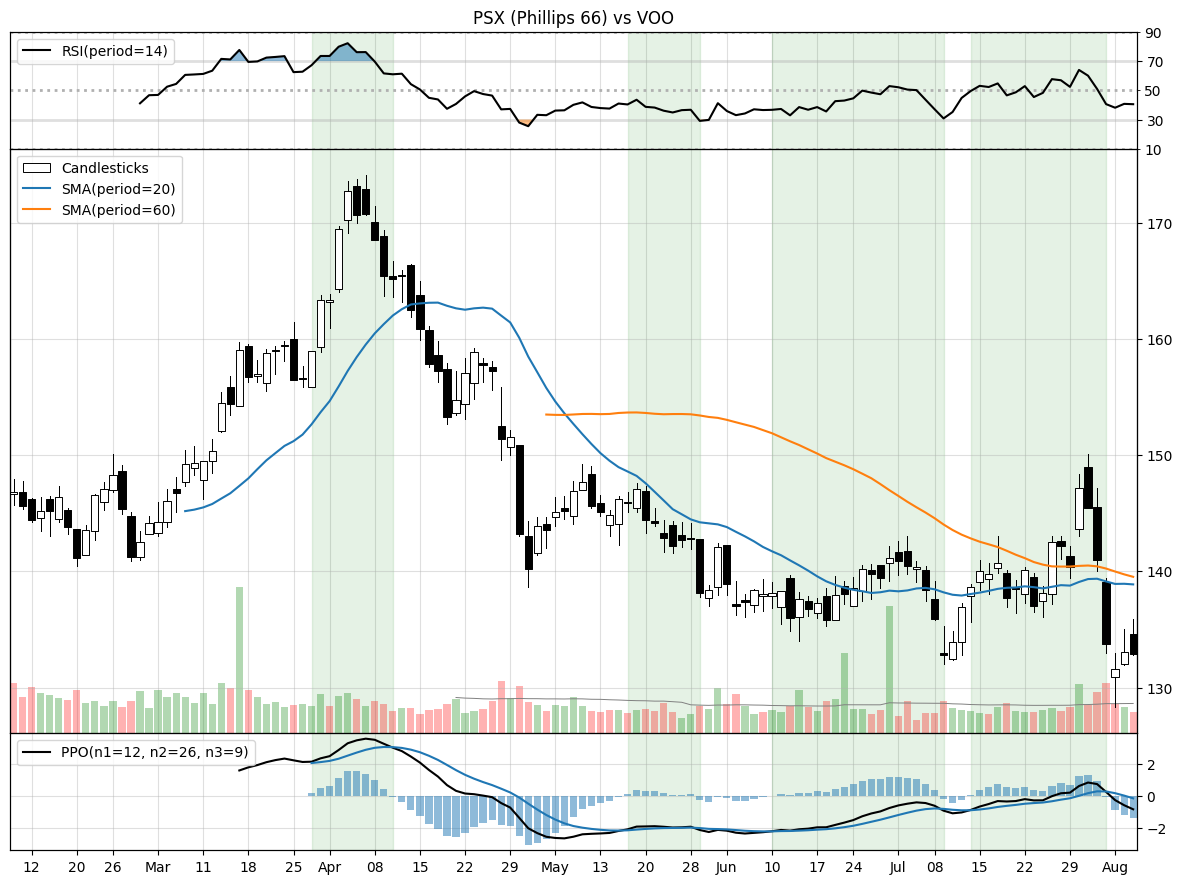 PSX (Phillips 66) vs VOO
RSI(period=14)
90
70
50
30
10
Candlesticks
SMA(period=20)
SMA(period=60)
170
160
150
140
130
PPO(n1=12, n2=26, n3=9)
2
0
−2
12 20 26 Mar 11 18 25 Apr 08 15 22 29 May 13 20 28 Jun 10 17 24 Jul 08 15 22 29 Aug